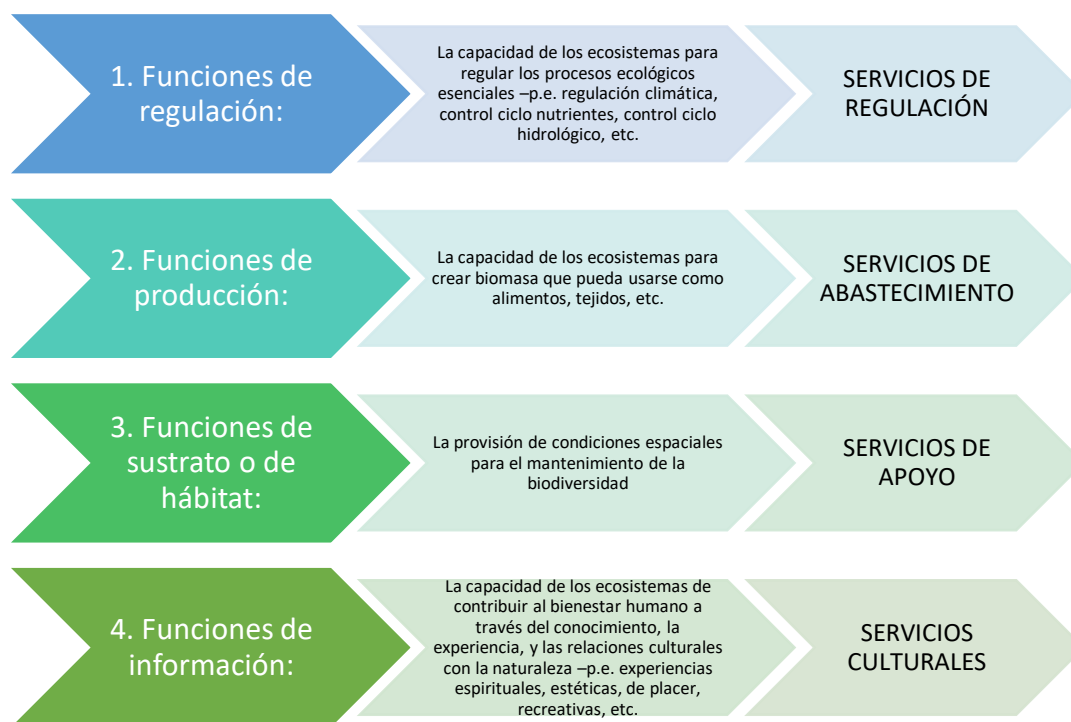 1. Funciones de
regulación:
La capacidad de los ecosistemas para
regular los procesos ecológicos
esenciales –p.e. regulación climática,
control ciclo nutrientes, control ciclo
hidrológico, etc.
SERVICIOS DE
REGULACIÓN
2. Funciones de
producción:
La capacidad de los ecosistemas para
crear biomasa que pueda usarse como
alimentos, tejidos, etc.
SERVICIOS DE
ABASTECIMIENTO
3. Funciones de
sustrato o de
hábitat:
La provisión de condiciones espaciales
para el mantenimiento de la
biodiversidad
SERVICIOS DE
APOYO
4. Funciones de
información:
La capacidad de los ecosistemas de
contribuir al bienestar humano a
través del conocimiento, la
experiencia, y las relaciones culturales
con la naturaleza –p.e. experiencias
espirituales, estéticas, de placer,
recreativas, etc.
SERVICIOS
CULTURALES